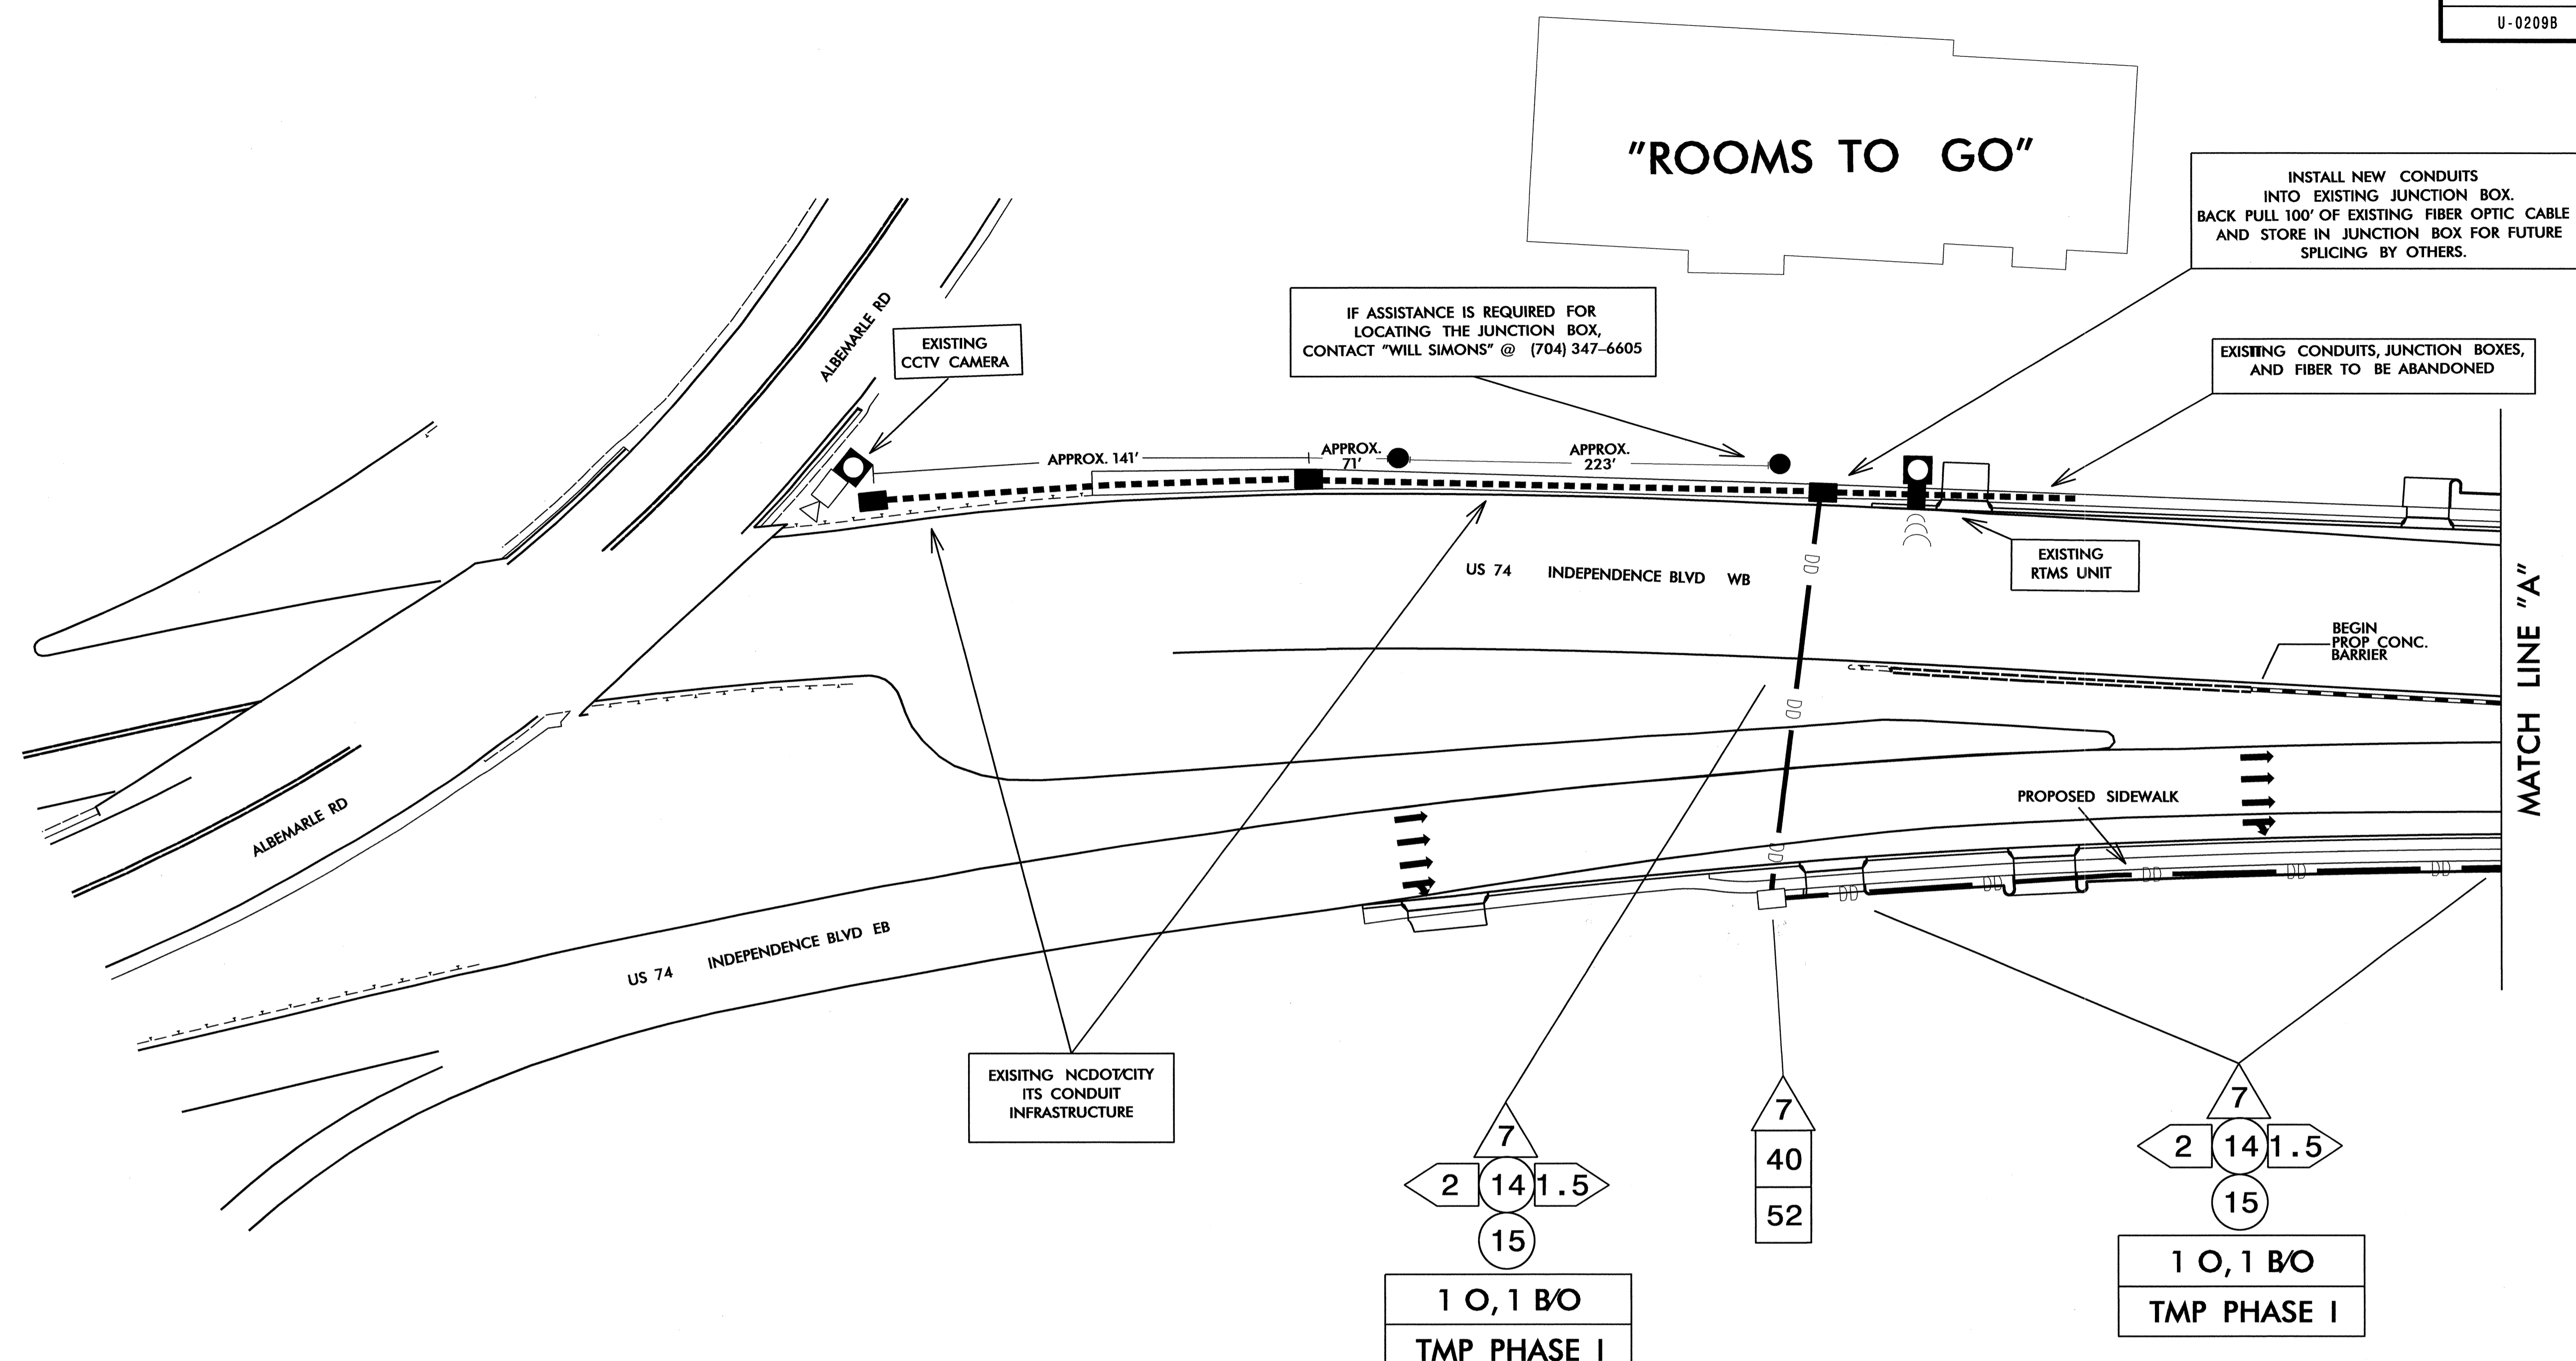 U-0209B
"ROOMS TO GO"
INSTALL NEW CONDUITS
INTO EXISTING JUNCTION BOX.
BACK PULL 100' OF EXISTING FIBER OPTIC CABLE
AND STORE IN JUNCTION BOX FOR FUTURE
SPLICING BY OTHERS.
IF ASSISTANCE IS REQUIRED FOR
LOCATING THE JUNCTION BOX,
CONTACT "WILL SIMONS" @ (704) 347-6605
ALBEMARLE RD
EXISTING
CCTV CAMERA
EXISTING CONDUITS, JUNCTION BOXES,
AND FIBER TO BE ABANDONED
APPROX. 141'
APPROX.
71'
APPROX.
223'
EXISTING
RTMS UNIT
US 74 INDEPENDENCE BLVD WB
BEGIN
PROP CONC.
BARRIER
MATCH LINE "A"
PROPOSED SIDEWALK
ALBEMARLE RD
US 74 INDEPENDENCE BLVD EB
EXISITNG NCDOT/CITY
ITS CONDUIT
INFRASTRUCTURE
7
2 14 1.5
15
1 O, 1 B/O
TMP PHASE I
7
40
52
7
2 14 1.5
15
1 O, 1 B/O
TMP PHASE I